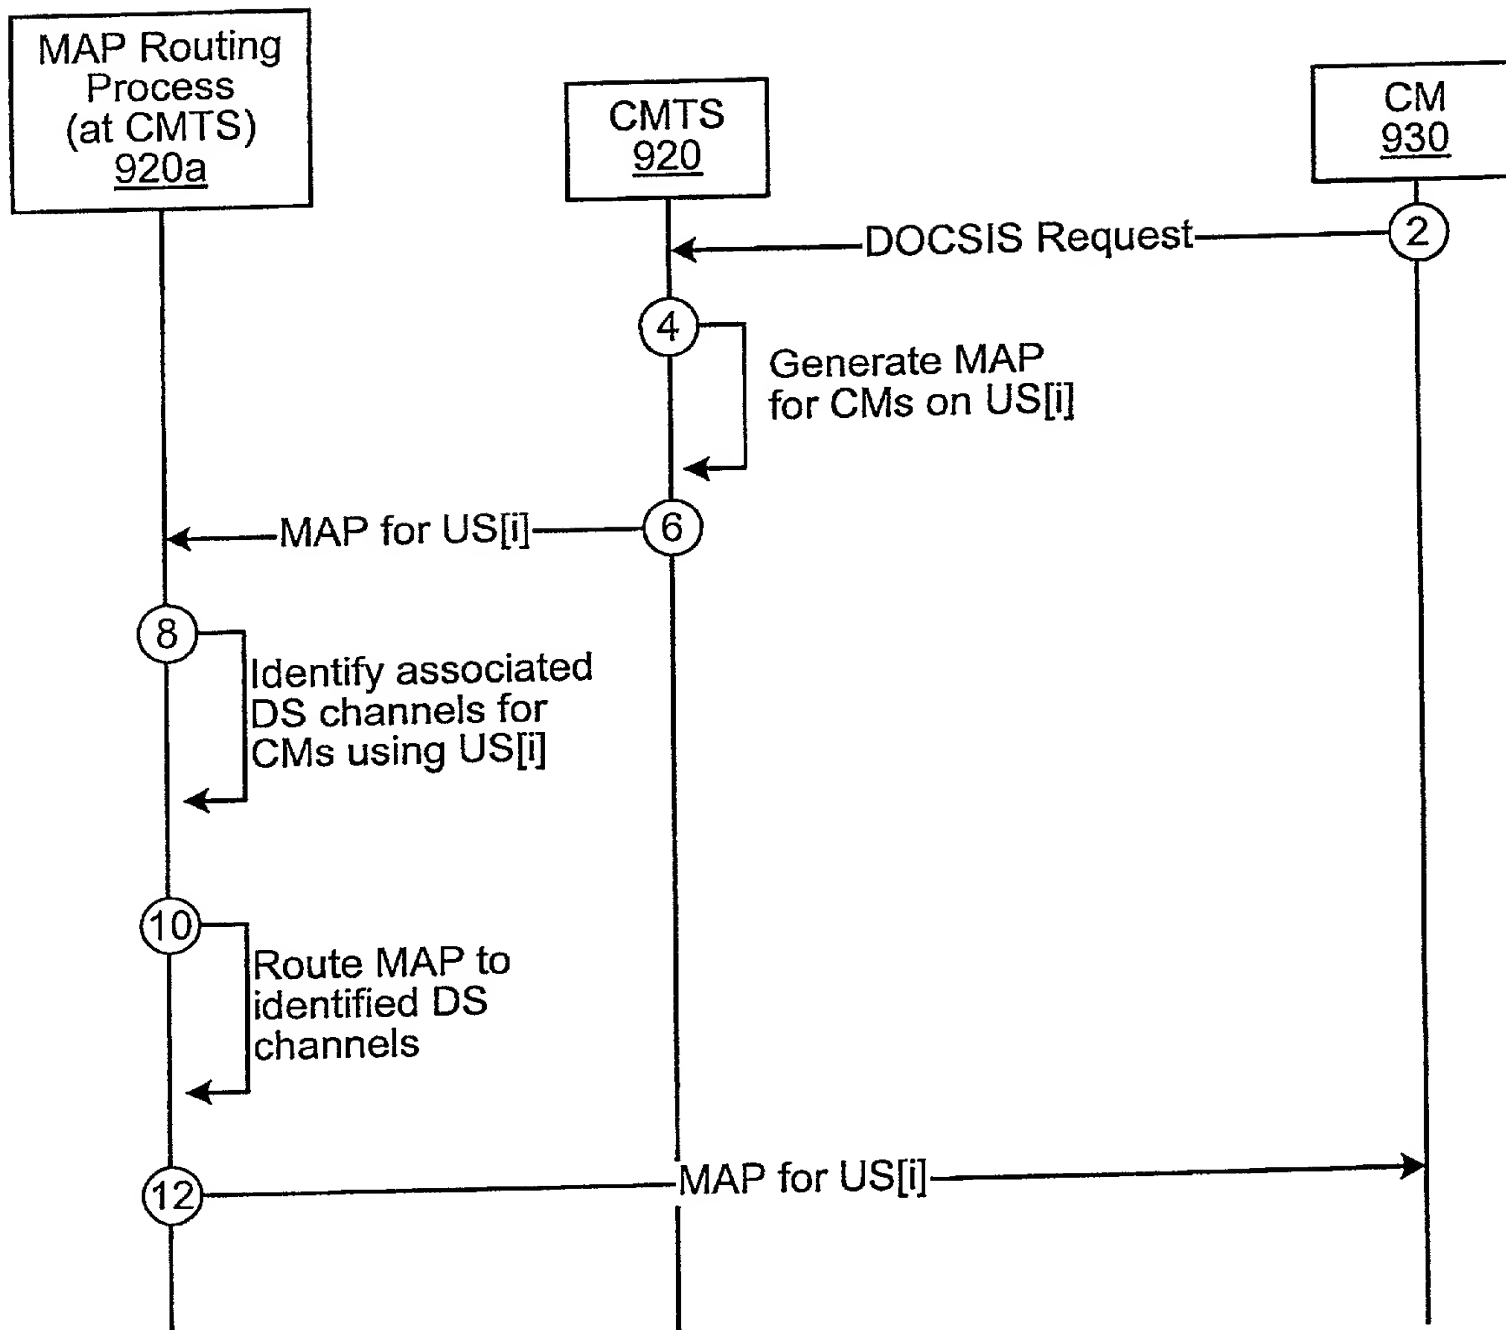 MAP Routing
Process
(at CMTS)
920a
CMTS
920
CM
930
DOCSIS Request
2
4
Generate MAP
for CMs on US[i]
MAP for US[i]
6
8
Identify associated
DS channels for
CMs using US[i]
10
Route MAP to
identified DS
channels
12
MAP for US[i]